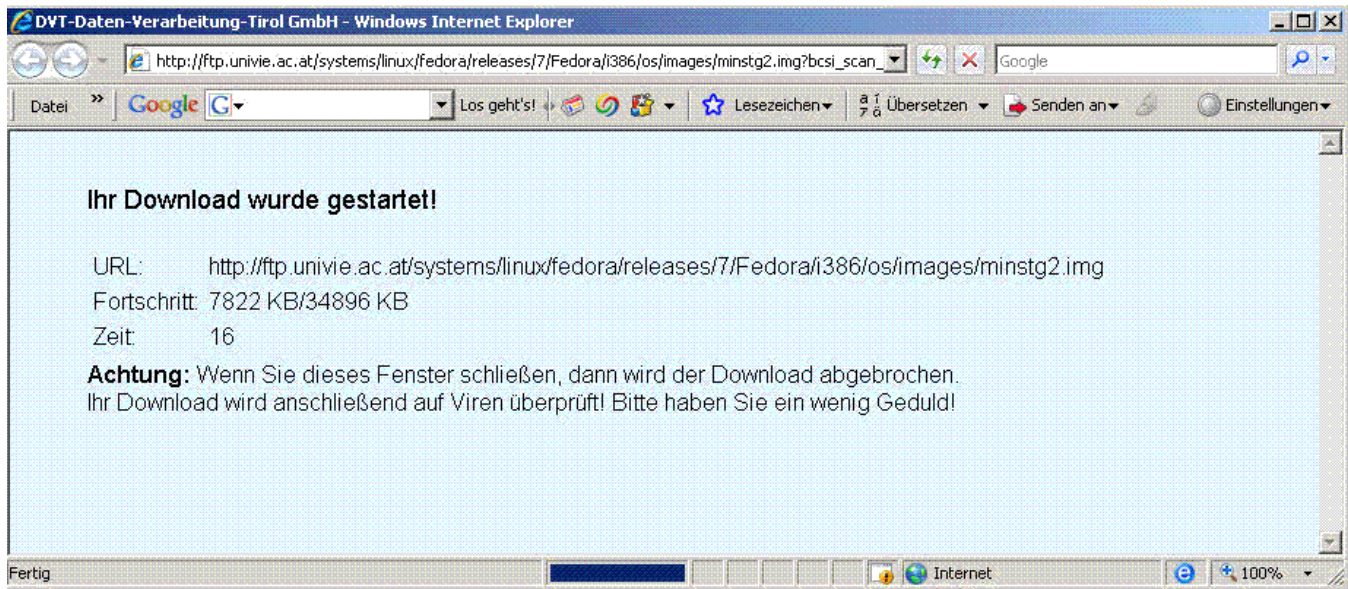 DVT-Daten-Verarbeitung-Tirol GmbH - Windows Internet Explorer
http://ftp.univie.ac.at/systems/linux/fedora/releases/7/Fedora/i386/os/images/minstg2.img?bcsi_scan_ Google
Datei » Google G Los geht's! Lesezeichen Übersetzen Senden an Einstellungen
Ihr Download wurde gestartet!
URL: http://ftp.univie.ac.at/systems/linux/fedora/releases/7/Fedora/i386/os/images/minstg2.img
Fortschritt: 7822 KB/34896 KB
Zeit: 16
Achtung: Wenn Sie dieses Fenster schließen, dann wird der Download abgebrochen.
Ihr Download wird anschließend auf Viren überprüft! Bitte haben Sie ein wenig Geduld!
Fertig Internet 100%